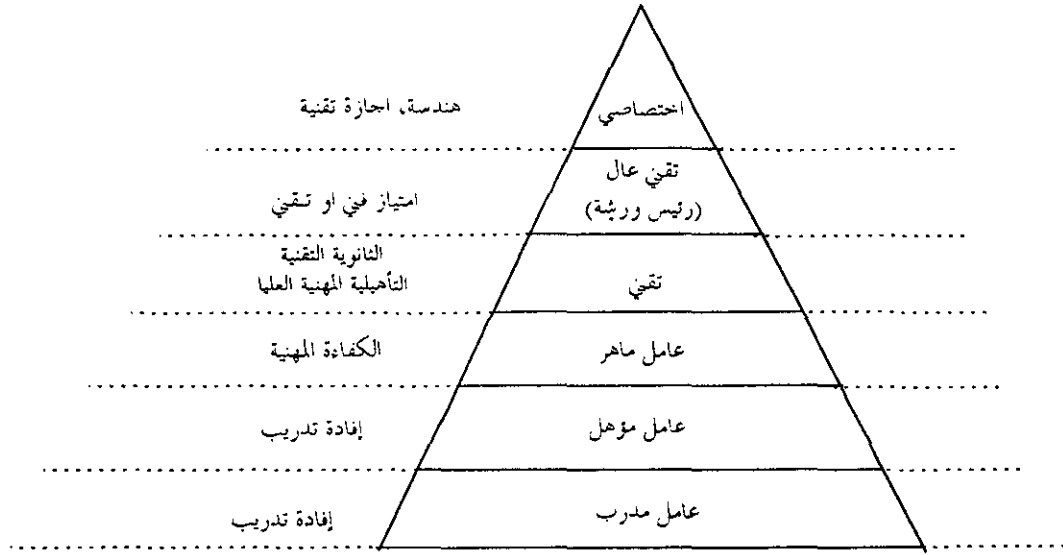 اختصاصي
هندسة، اجازة تقنية
تقني عال
(رئيس ورشة)
امتياز فني او تقني
تقني
الثانوية التقنية
التأهيلية المهنية العليا
عامل ماهر
الكفاءة المهنية
عامل مؤهل
إفادة تدريب
عامل مدرب
إفادة تدريب